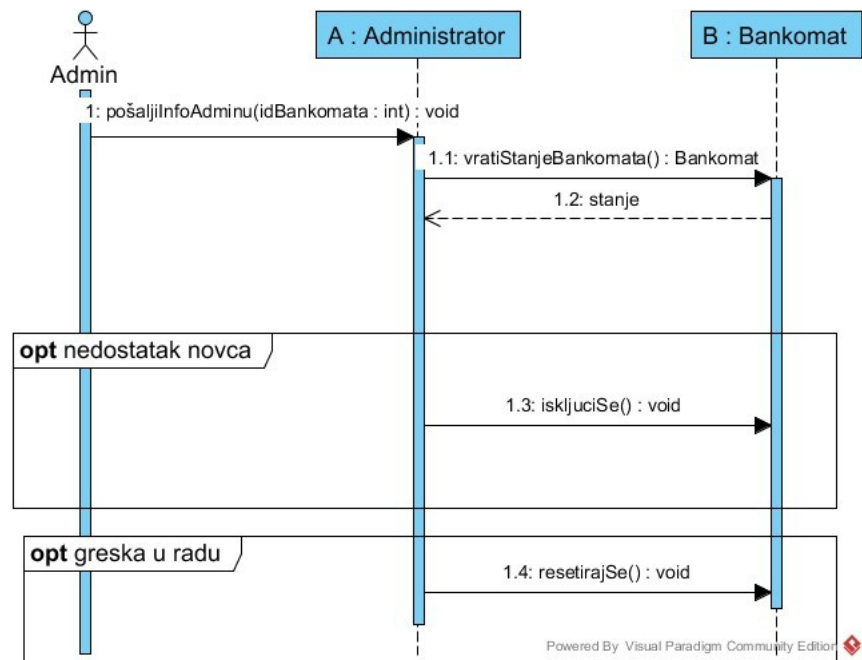 Admin
A : Administrator
B : Bankomat
1: pošaljiInfoAdminu(idBankomata : int) : void
1.1: vratiStanjeBankomata() : Bankomat
1.2: stanje
opt nedostatak novca
1.3: iskljuciSe() : void
opt greska u radu
1.4: resetirajSe() : void
Powered By Visual Paradigm Community Edition